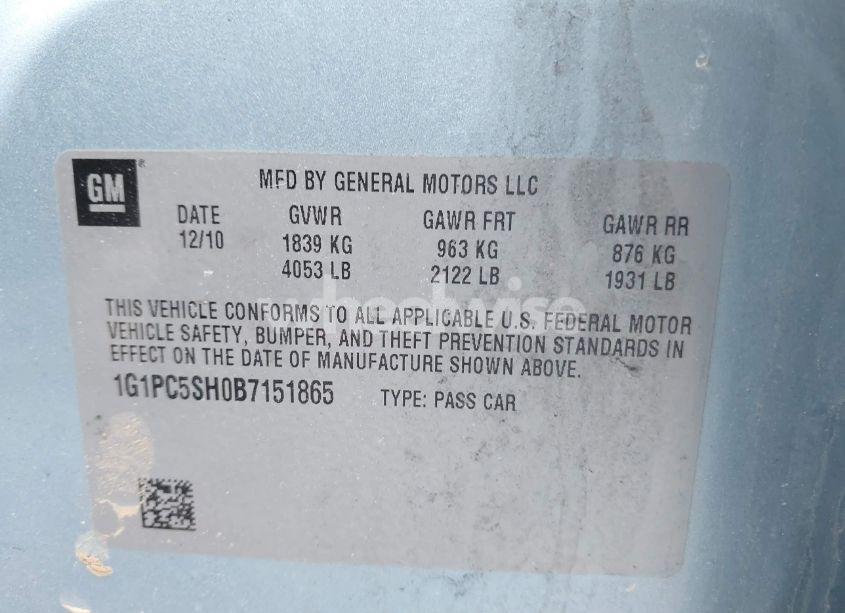 GM
MFD BY GENERAL MOTORS LLC
DATE GVWR GAWR FRT GAWR RR
12/10 1839 KG 963 KG 876 KG
4053 LB 2122 LB 1931 LB
THIS VEHICLE CONFORMS TO ALL APPLICABLE U.S. FEDERAL MOTOR
VEHICLE SAFETY, BUMPER, AND THEFT PREVENTION STANDARDS IN
EFFECT ON THE DATE OF MANUFACTURE SHOWN ABOVE.
1G1PC5SH0B7151865 TYPE: PASS CAR